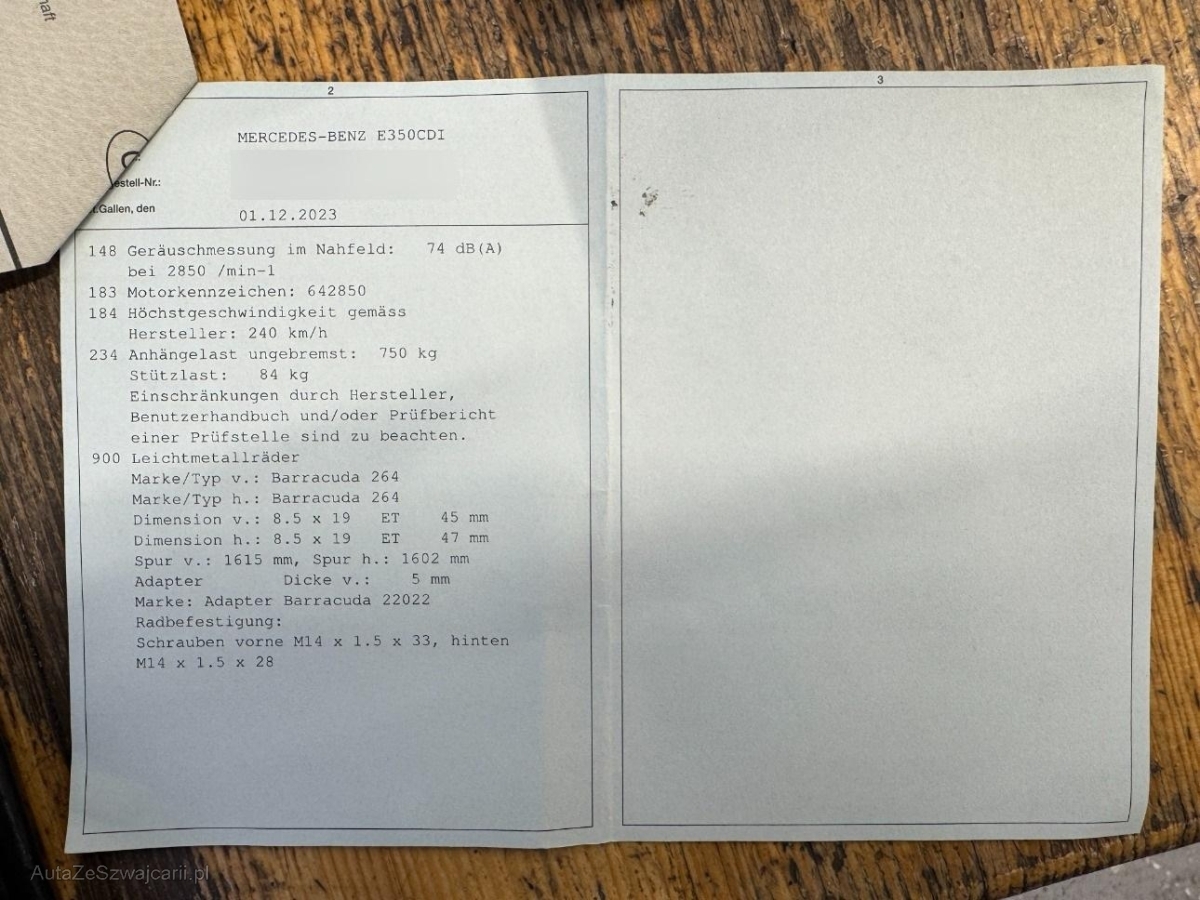 haft
2
3
MERCEDES-BENZ E350CDI
estell-Nr.:
.Gallen, den
01.12.2023
148 Geräuschmessung im Nahfeld: 74 dB(A)
bei 2850 /min-1
183 Motorkennzeichen: 642850
184 Höchstgeschwindigkeit gemäss
Hersteller: 240 km/h
234 Anhängelast ungebremst: 750 kg
Stützlast: 84 kg
Einschränkungen durch Hersteller,
Benutzerhandbuch und/oder Prüfbericht
einer Prüfstelle sind zu beachten.
900 Leichtmetallräder
Marke/Typ v.: Barracuda 264
Marke/Typ h.: Barracuda 264
Dimension v.: 8.5 x 19 ET 45 mm
Dimension h.: 8.5 x 19 ET 47 mm
Spur v.: 1615 mm, Spur h.: 1602 mm
Adapter Dicke v.: 5 mm
Marke: Adapter Barracuda 22022
Radbefestigung:
Schrauben vorne M14 x 1.5 x 33, hinten
M14 x 1.5 x 28
AutaZeSzwajcarii.pl